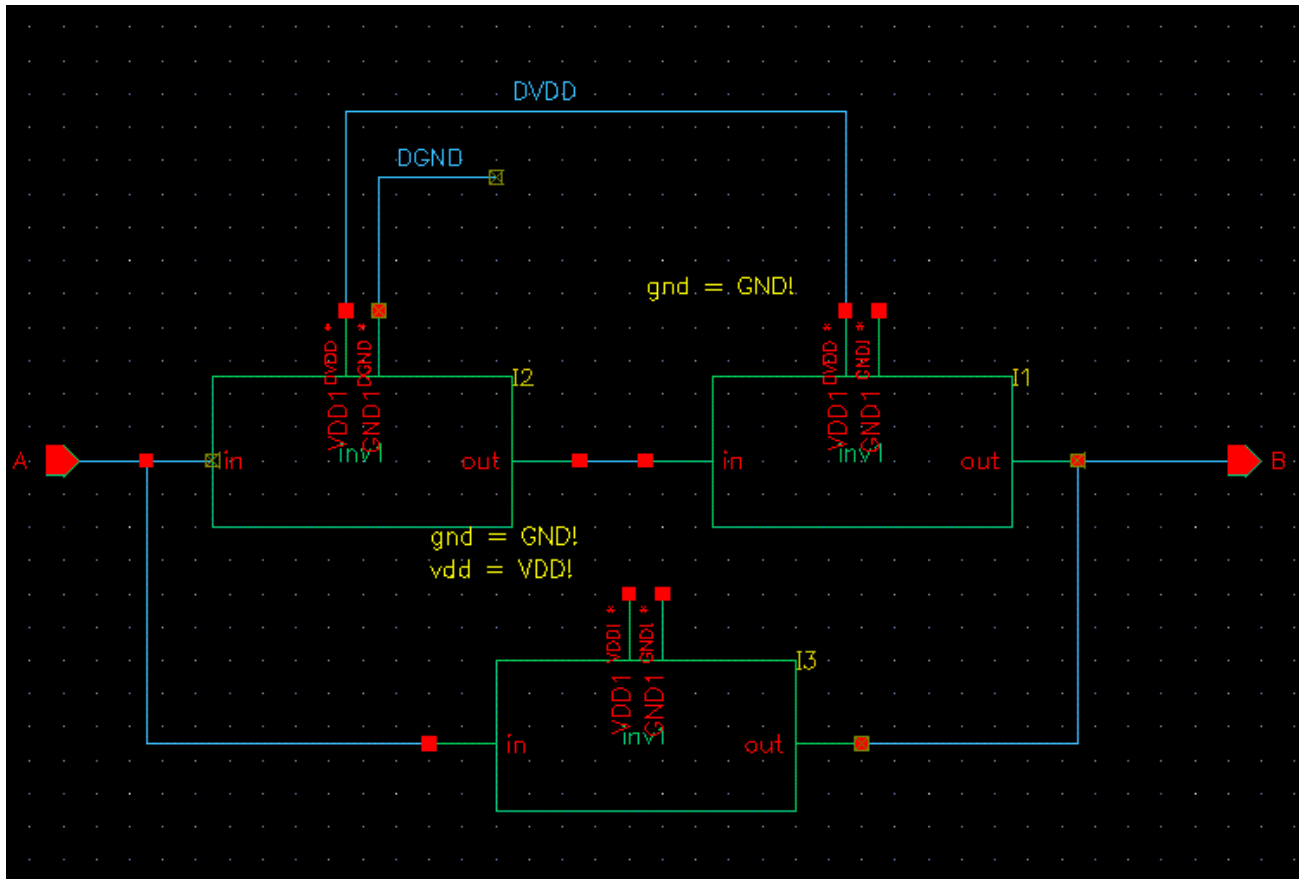 DVDD
DGND
gnd = GND!
DVDD *
DGND *
DVDD *
GND! *
I2
I1
VDD1
GND1
VDD1
GND1
A
in
inv1
out
in
inv1
out
B
gnd = GND!
vdd = VDD!
VDD! *
GND! *
I3
VDD1
GND1
in
inv1
out